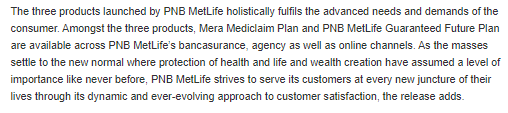 The three products launched by PNB MetLife holistically fulfils the advanced needs and demands of the
consumer. Amongst the three products, Mera Mediclaim Plan and PNB MetLife Guaranteed Future Plan
are available across PNB MetLife's bancasurance, agency as well as online channels. As the masses
settle to the new normal where protection of health and life and wealth creation have assumed a level of
importance like never before, PNB MetLife strives to serve its customers at every new juncture of their
lives through its dynamic and ever-evolving approach to customer satisfaction, the release adds.